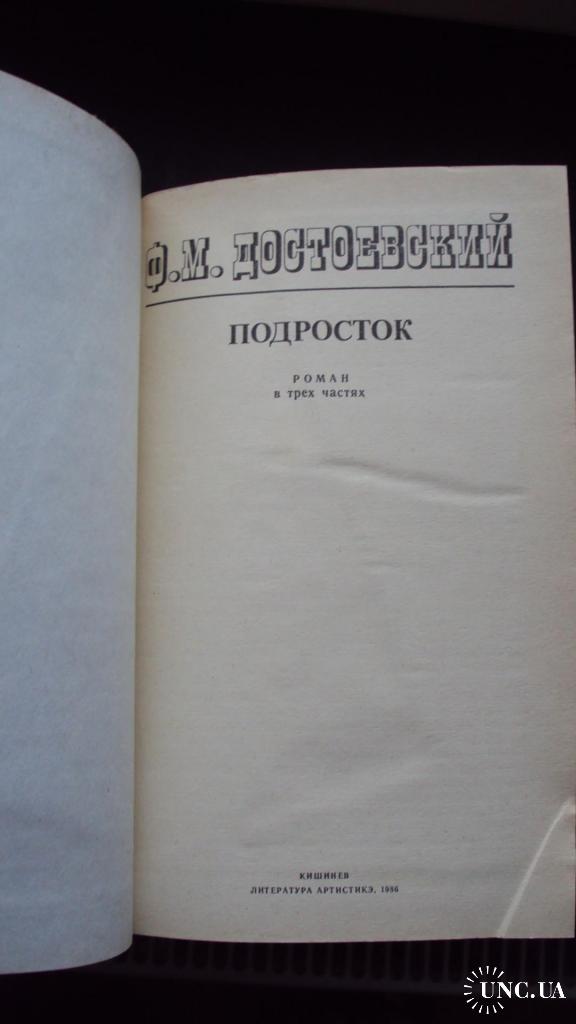 Ф.М. ДОСТОЕВСКИЙ
ПОДРОСТОК
РОМАН
в трех частях
КИШИНЕВ
ЛИТЕРАТУРА АРТИСТИКЭ, 1986
UNC.UA